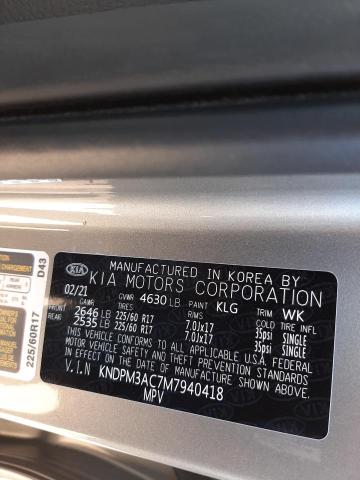 MANUFACTURED IN KOREA BY
KIA
KIA MOTORS CORPORATION
02/21 GVWR 4630 LB PAINT KLG TRIM WK
GAWR TIRES RIMS COLD TIRE INFL
FRONT 2646 LB 225/60 R17 7.0Jx17 35psi SINGLE
REAR 2535 LB 225/60 R17 7.0Jx17 35psi SINGLE
THIS VEHICLE CONFORMS TO ALL APPLICABLE U.S.A. FEDERAL
MOTOR VEHICLE SAFETY, BUMPER, AND THEFT PREVENTION
STANDARDS IN EFFECT ON THE DATE OF MANUFACTURE
SHOWN ABOVE
V.I.N KNDPM3AC7M7940418
MPV
D43
225/60R17